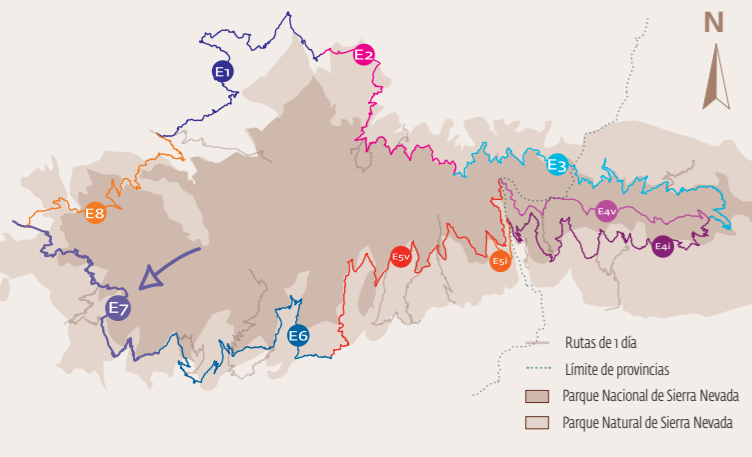 N
E1
E2
E3
E8
E4v
E4i
E5v
E5i
E7
E6
Rutas de 1 día
Límite de provincias
Parque Nacional de Sierra Nevada
Parque Natural de Sierra Nevada